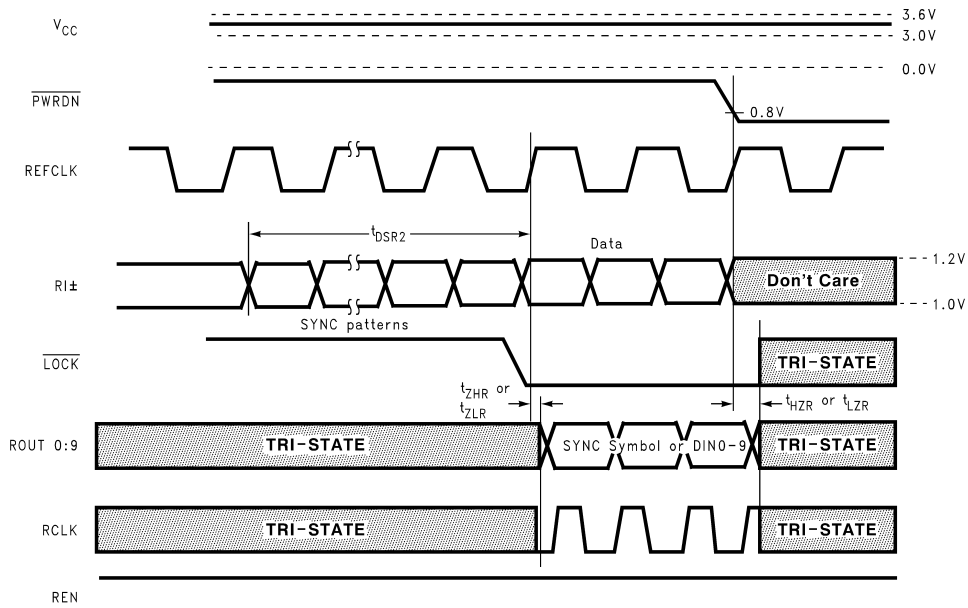 3.6V
V_CC
3.0V
0.0V
PWRDN
0.8V
REFCLK
t_DSR2
Data
1.2V
RI±
Don't Care
1.0V
SYNC patterns
LOCK
TRI-STATE
t_ZHR or
t_ZLR
t_HZR or t_LZR
ROUT 0:9
TRI-STATE
SYNC Symbol or DIN0-9
TRI-STATE
RCLK
TRI-STATE
TRI-STATE
REN